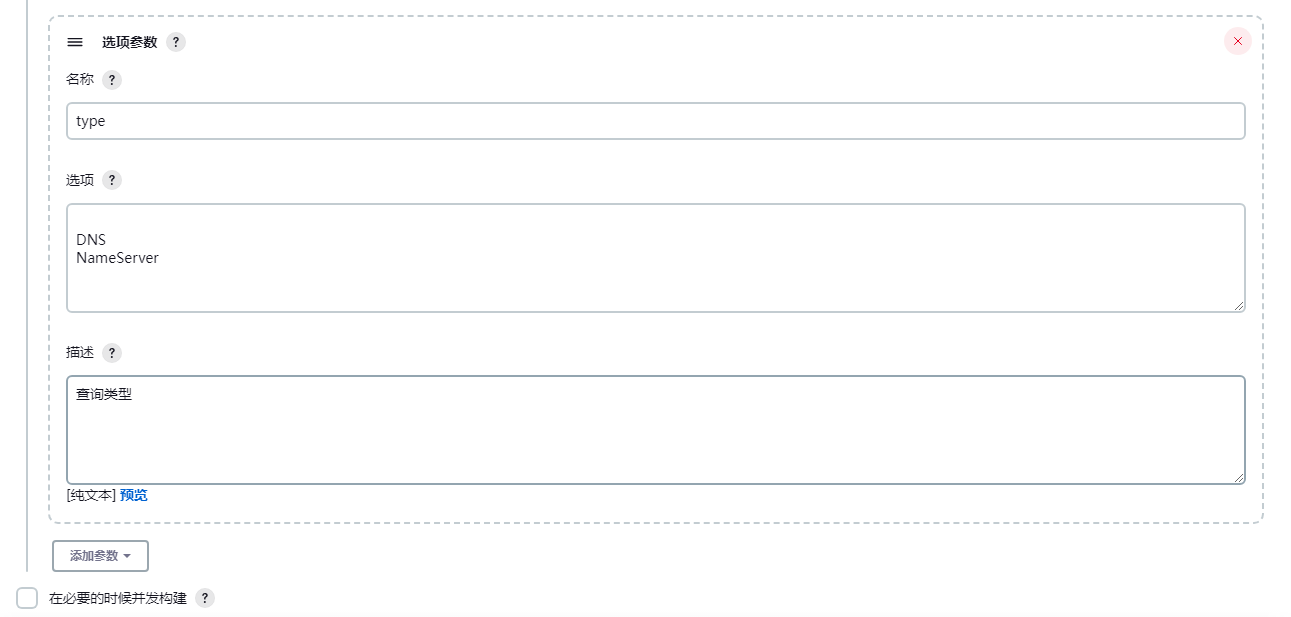 选项参数 ?
名称 ?
type
选项 ?
DNS
NameServer
描述 ?
查询类型
[纯文本] 预览
添加参数
在必要的时候并发构建 ?